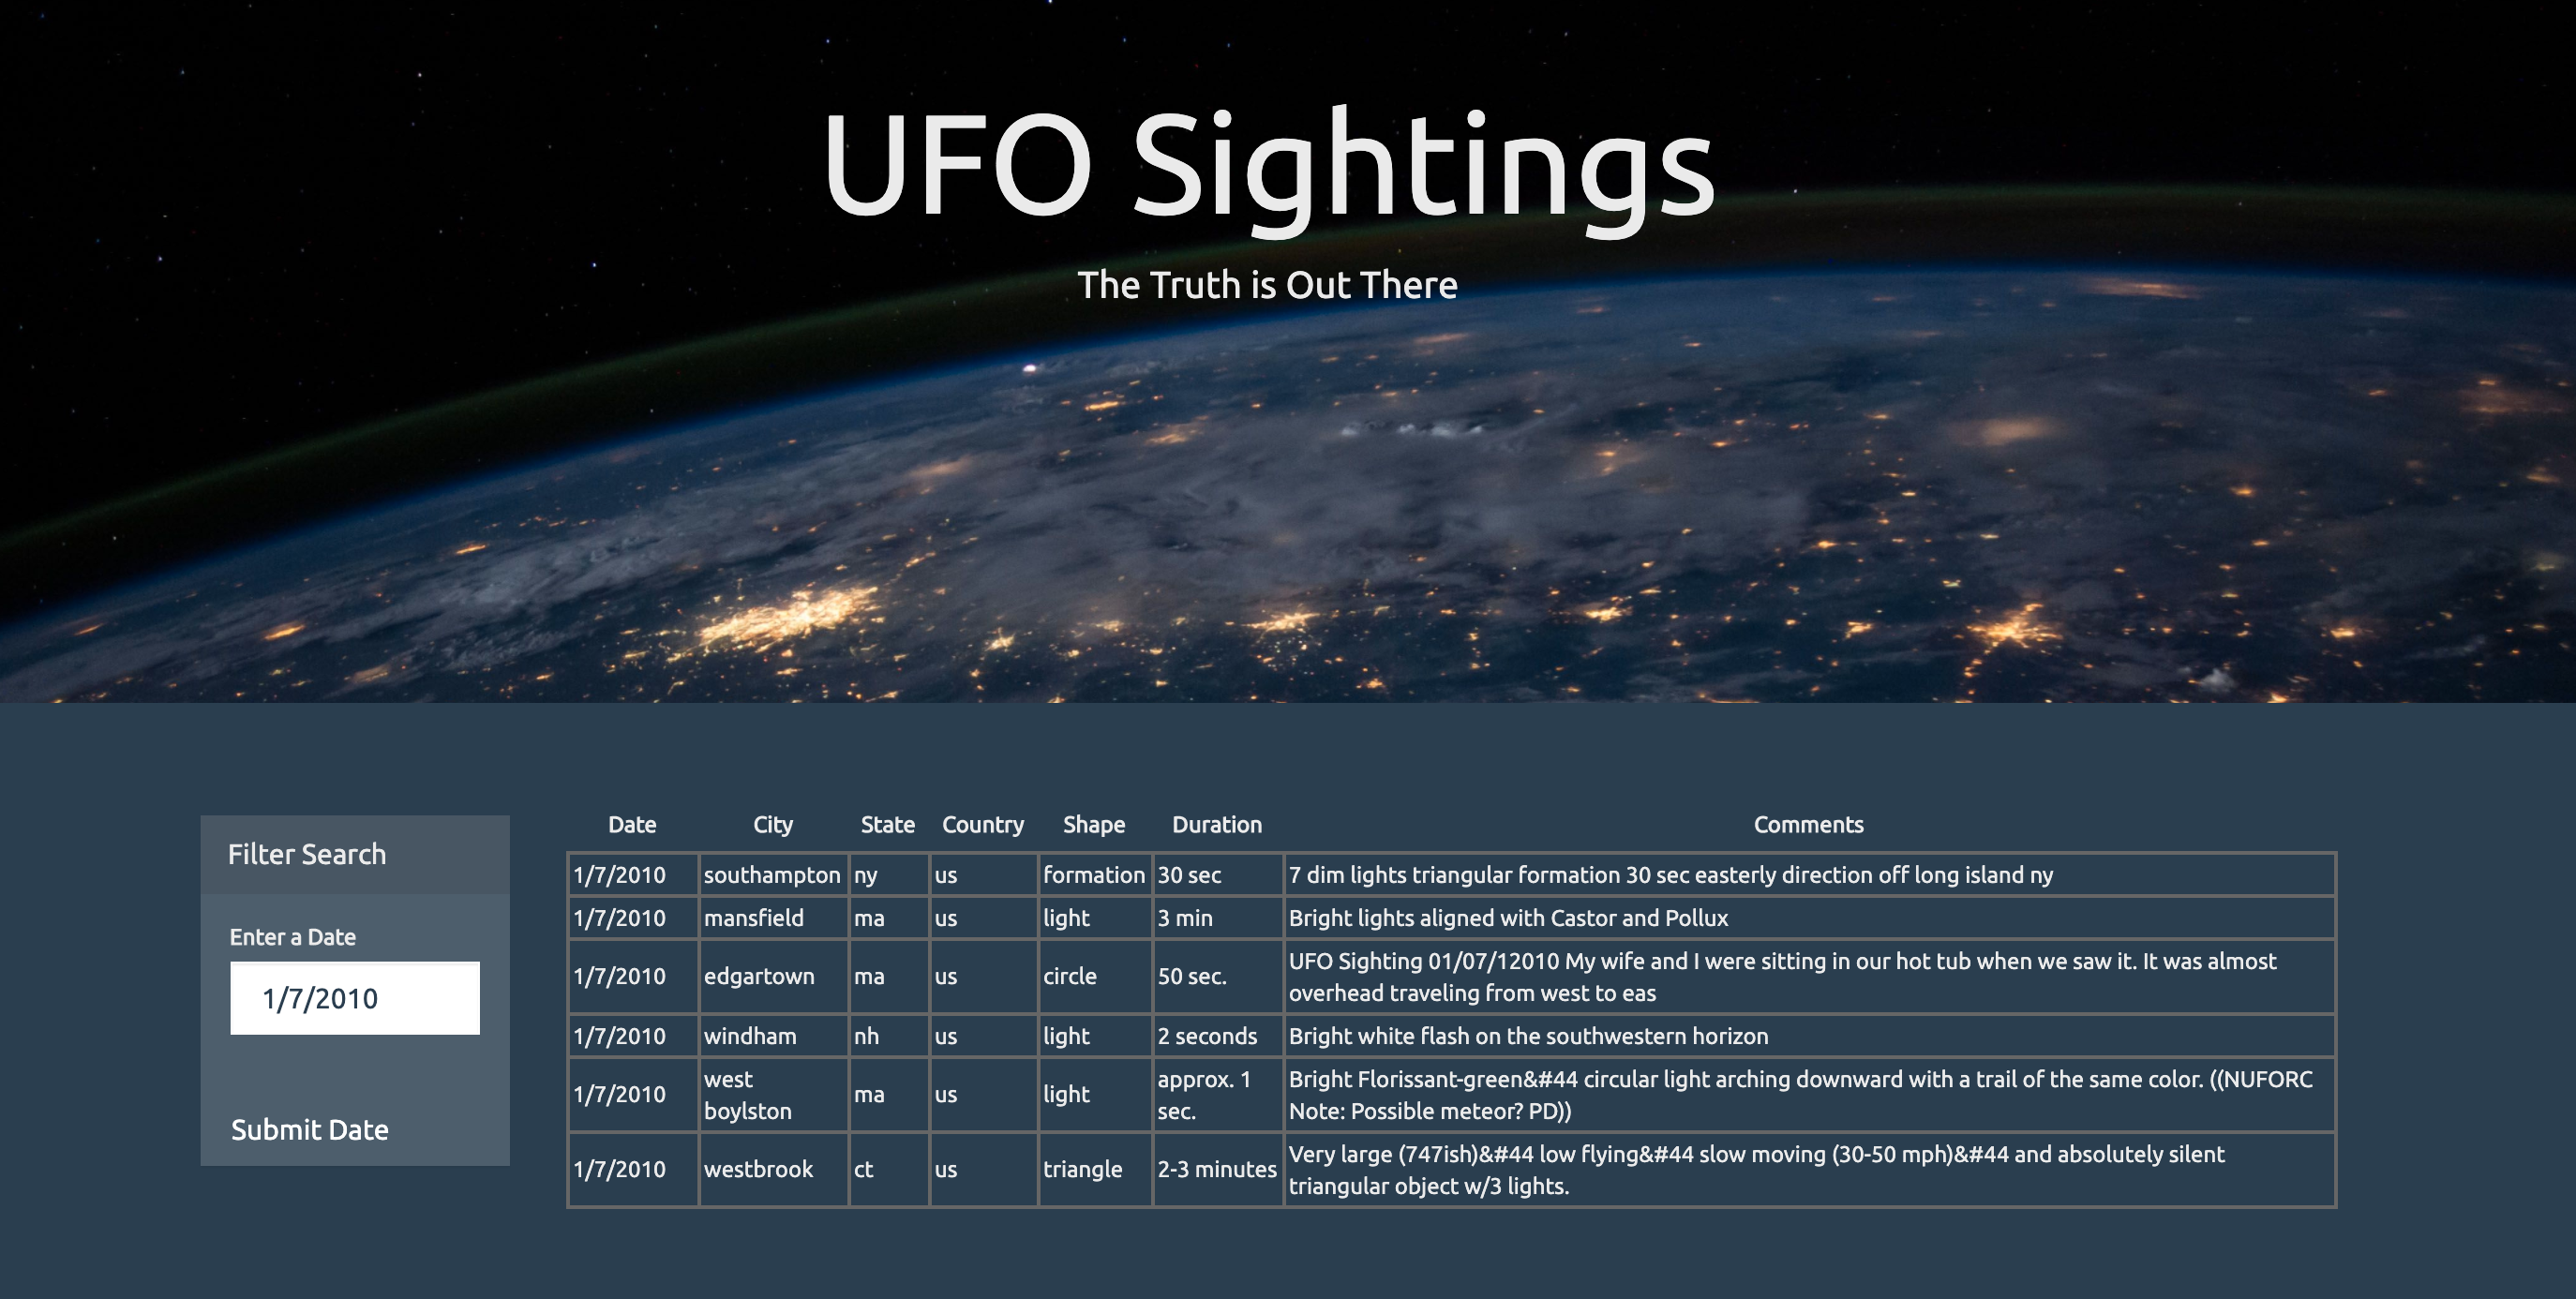 UFO Sightings
The Truth is Out There
Filter Search
Enter a Date
1/7/2010
Submit Date
Date City State Country Shape Duration Comments
1/7/2010 southampton ny us formation 30 sec 7 dim lights triangular formation 30 sec easterly direction off long island ny
1/7/2010 mansfield ma us light 3 min Bright lights aligned with Castor and Pollux
1/7/2010 edgartown ma us circle 50 sec. UFO Sighting 01/07/12010 My wife and I were sitting in our hot tub when we saw it. It was almost
overhead traveling from west to eas
1/7/2010 windham nh us light 2 seconds Bright white flash on the southwestern horizon
1/7/2010 west
boylston ma us light approx. 1
sec. Bright Florissant-green&#44 circular light arching downward with a trail of the same color. ((NUFORC
Note: Possible meteor? PD))
1/7/2010 westbrook ct us triangle 2-3 minutes Very large (747ish)&#44 low flying&#44 slow moving (30-50 mph)&#44 and absolutely silent
triangular object w/3 lights.